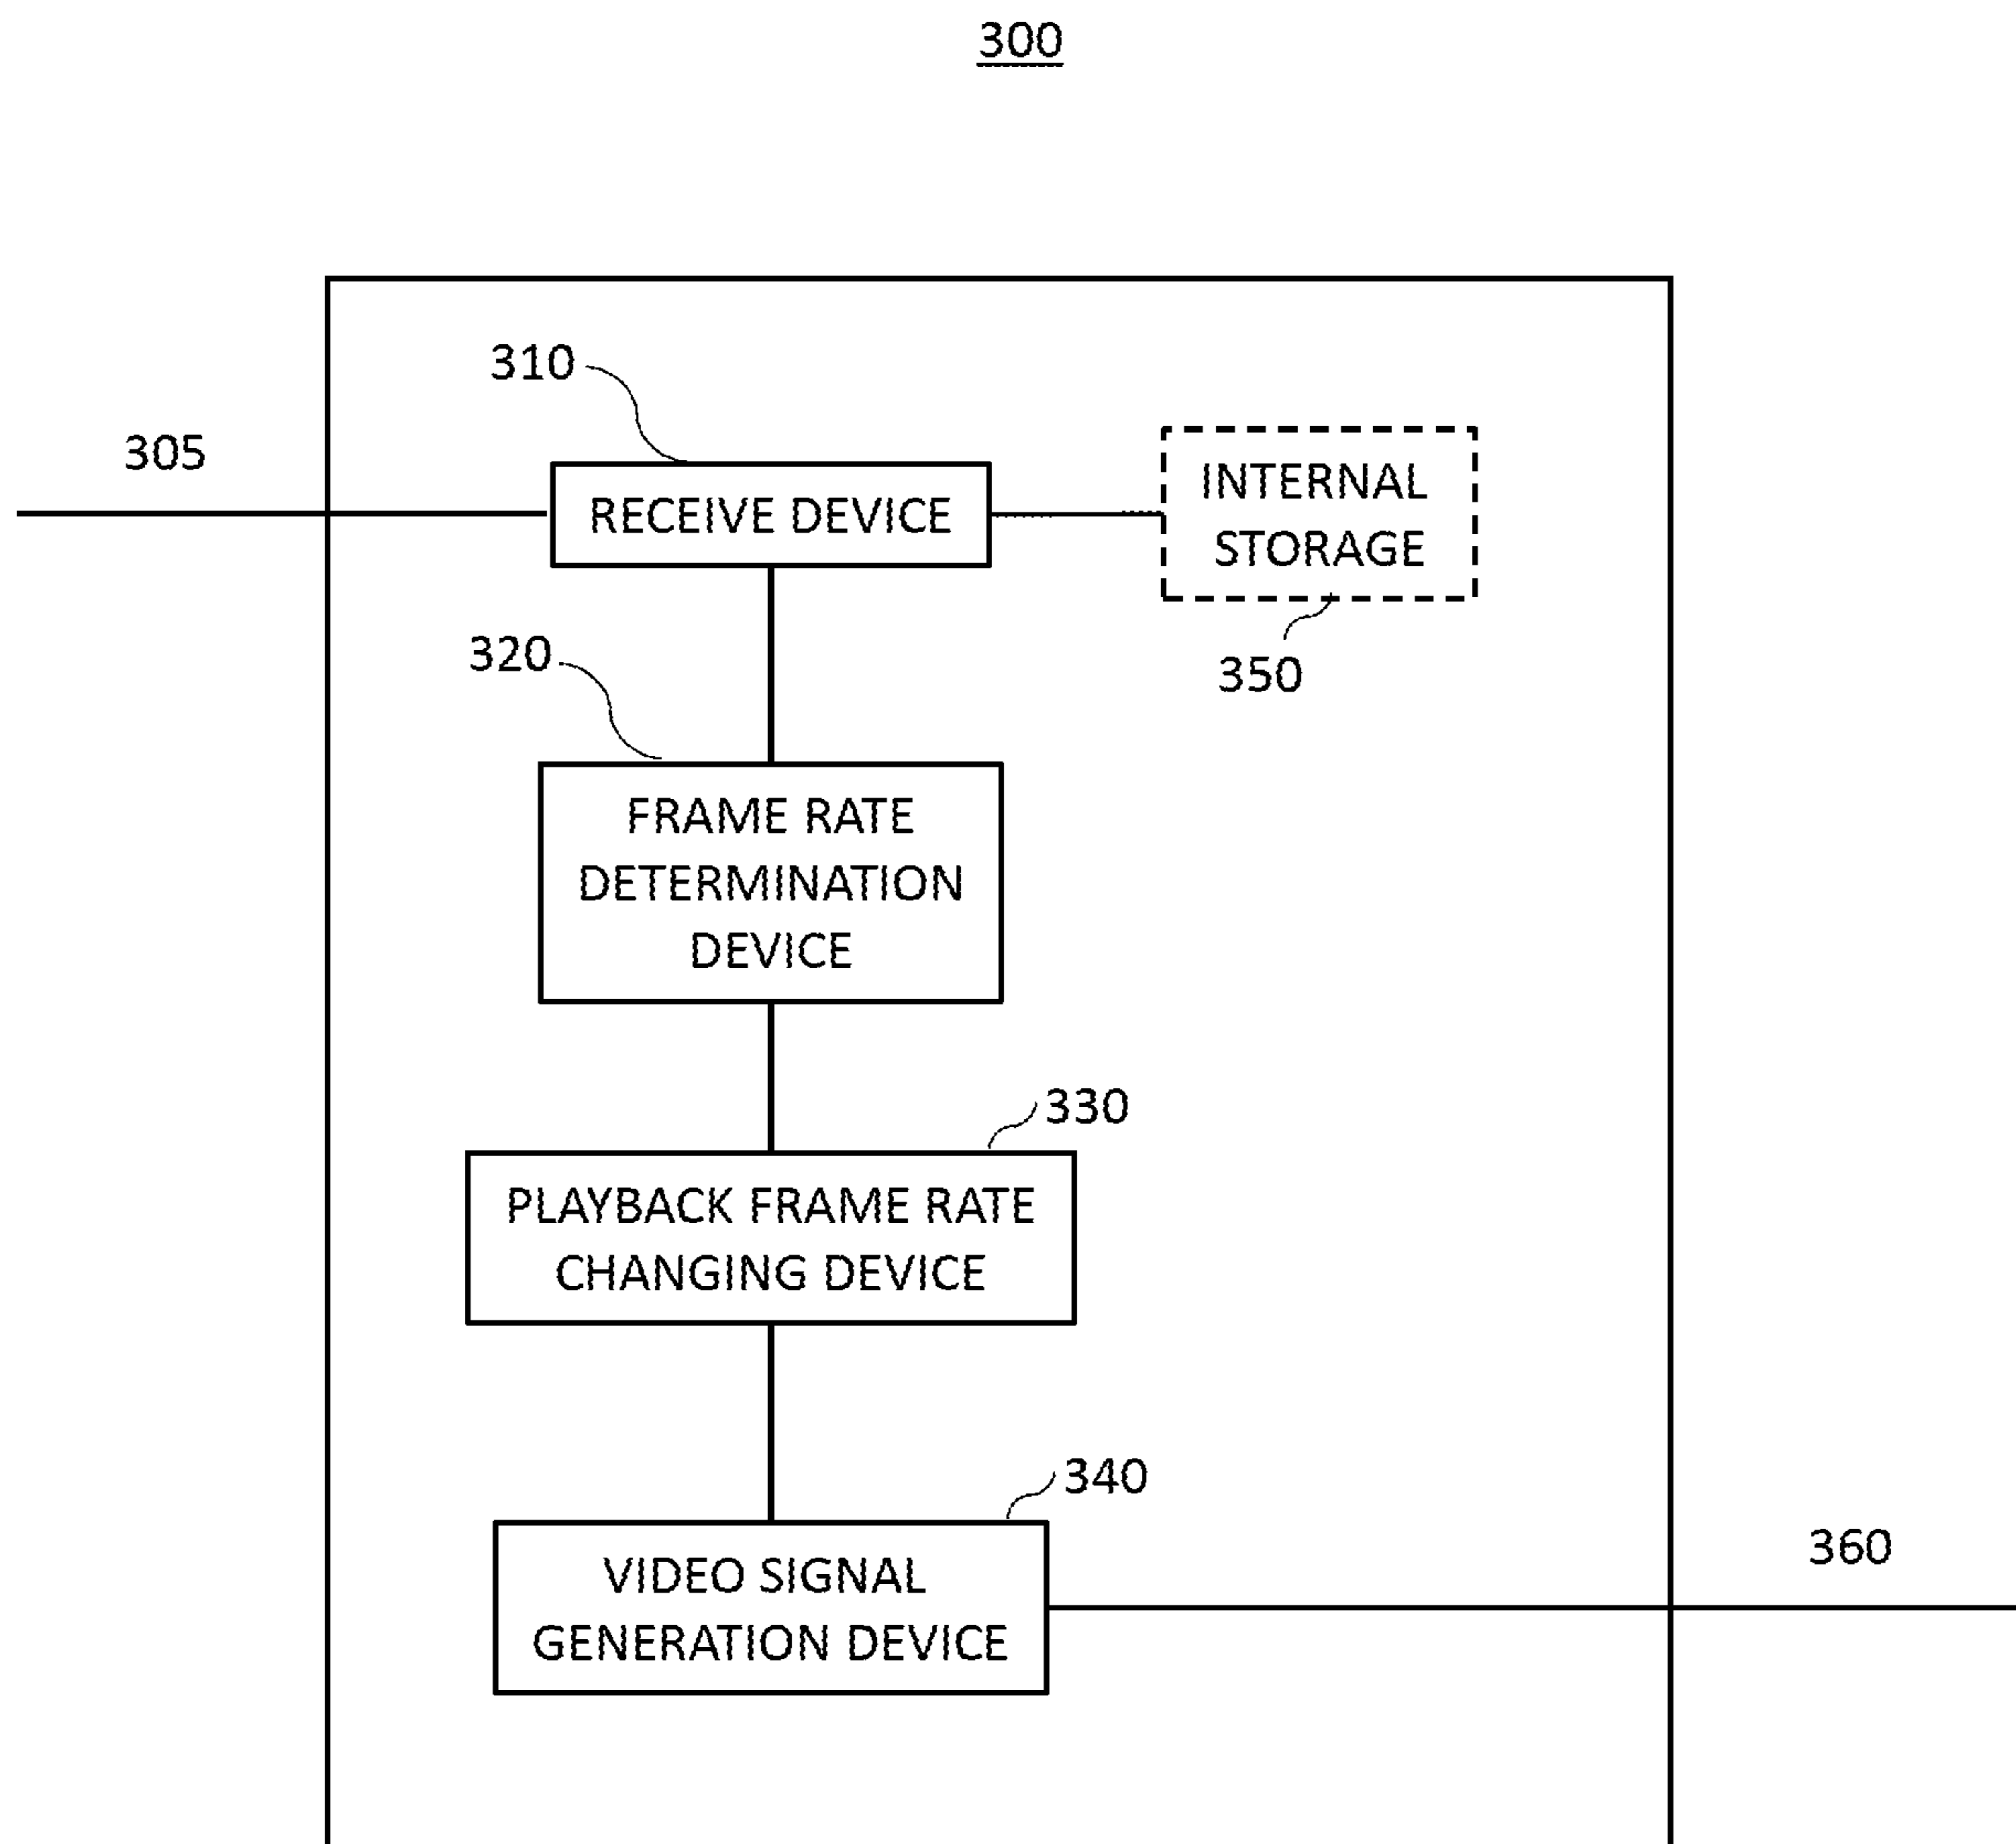 300
310
305
RECEIVE DEVICE
INTERNAL
STORAGE
320
350
FRAME RATE
DETERMINATION
DEVICE
330
PLAYBACK FRAME RATE
CHANGING DEVICE
340
360
VIDEO SIGNAL
GENERATION DEVICE